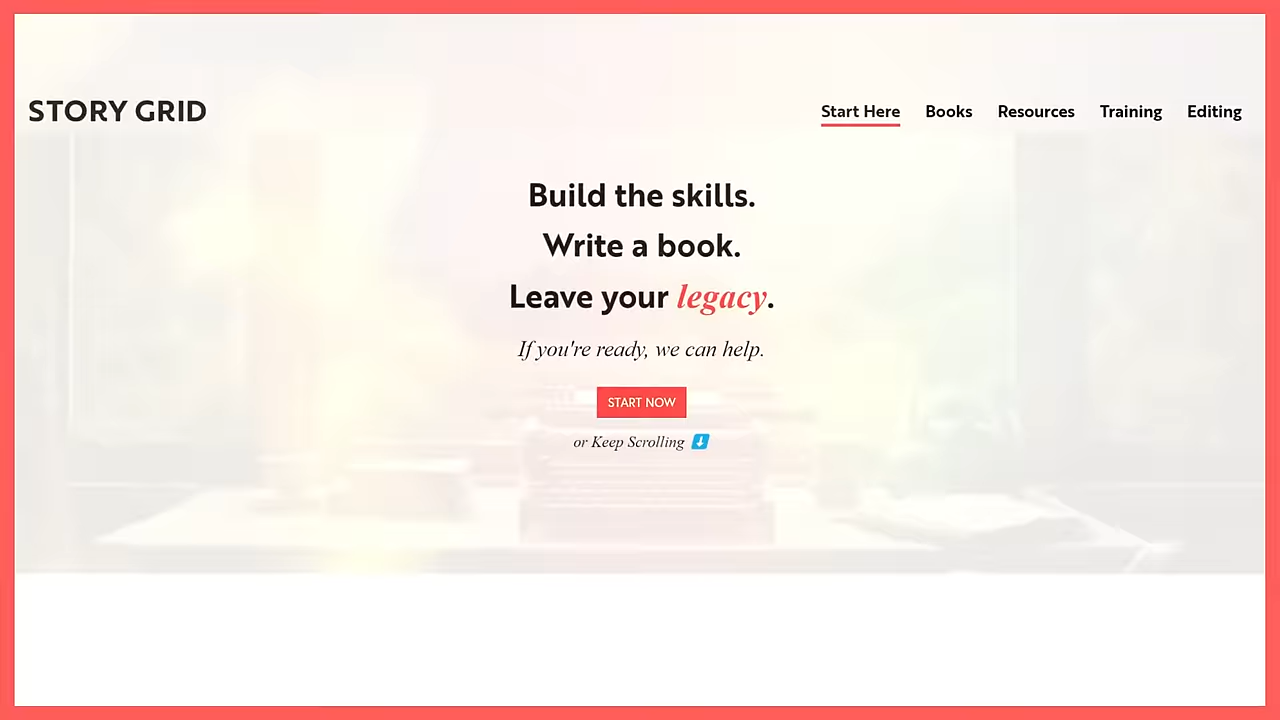 STORY GRID
Start Here Books Resources Training Editing
Build the skills.
Write a book.
Leave your legacy.
If you're ready, we can help.
START NOW
or Keep Scrolling ⬇️